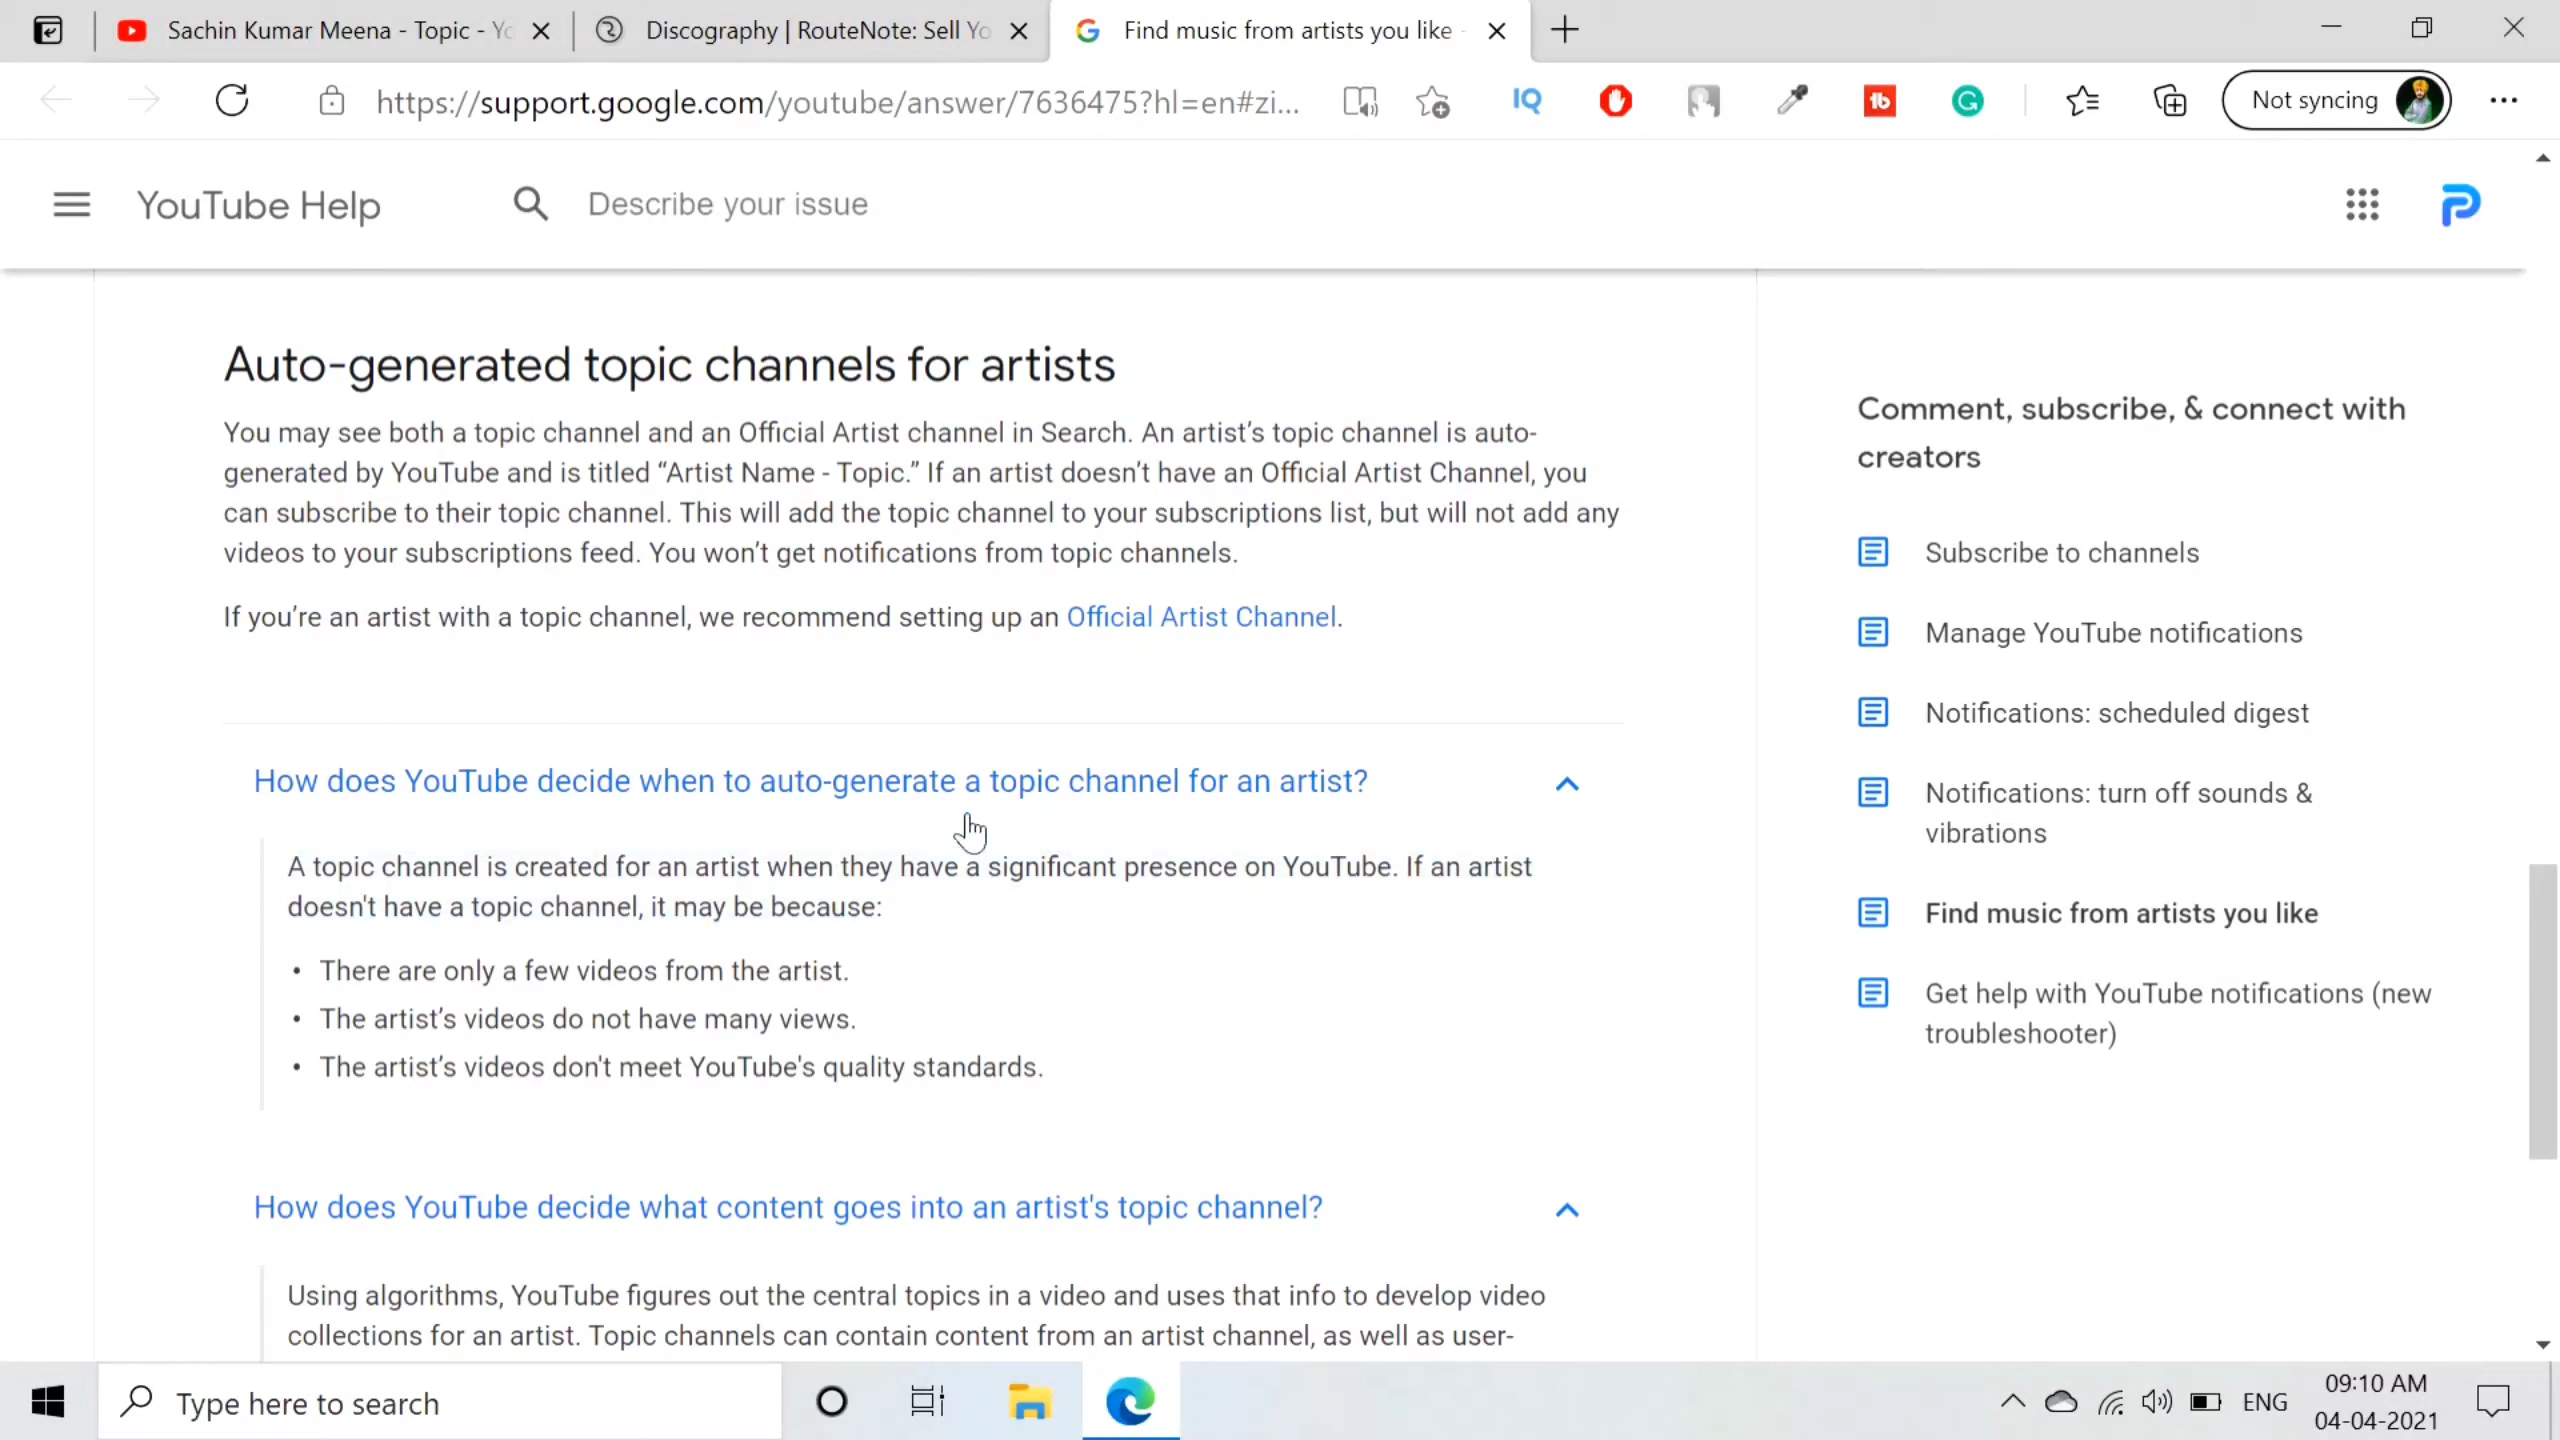 Sachin Kumar Meena - Topic - Yo
Discography | RouteNote: Sell Yo
Find music from artists you like -
https://support.google.com/youtube/answer/7636475?hl=en#zi...
IQ
tb
G
Not syncing
YouTube Help
Describe your issue
Auto-generated topic channels for artists
You may see both a topic channel and an Official Artist channel in Search. An artist’s topic channel is auto-
generated by YouTube and is titled “Artist Name - Topic.” If an artist doesn’t have an Official Artist Channel, you
can subscribe to their topic channel. This will add the topic channel to your subscriptions list, but will not add any
videos to your subscriptions feed. You won’t get notifications from topic channels.
If you’re an artist with a topic channel, we recommend setting up an Official Artist Channel.
How does YouTube decide when to auto-generate a topic channel for an artist?
A topic channel is created for an artist when they have a significant presence on YouTube. If an artist
doesn't have a topic channel, it may be because:
• There are only a few videos from the artist.
• The artist’s videos do not have many views.
• The artist’s videos don't meet YouTube's quality standards.
How does YouTube decide what content goes into an artist's topic channel?
Using algorithms, YouTube figures out the central topics in a video and uses that info to develop video
collections for an artist. Topic channels can contain content from an artist channel, as well as user-
Comment, subscribe, & connect with
creators
Subscribe to channels
Manage YouTube notifications
Notifications: scheduled digest
Notifications: turn off sounds &
vibrations
Find music from artists you like
Get help with YouTube notifications (new
troubleshooter)
Type here to search
ENG
09:10 AM
04-04-2021